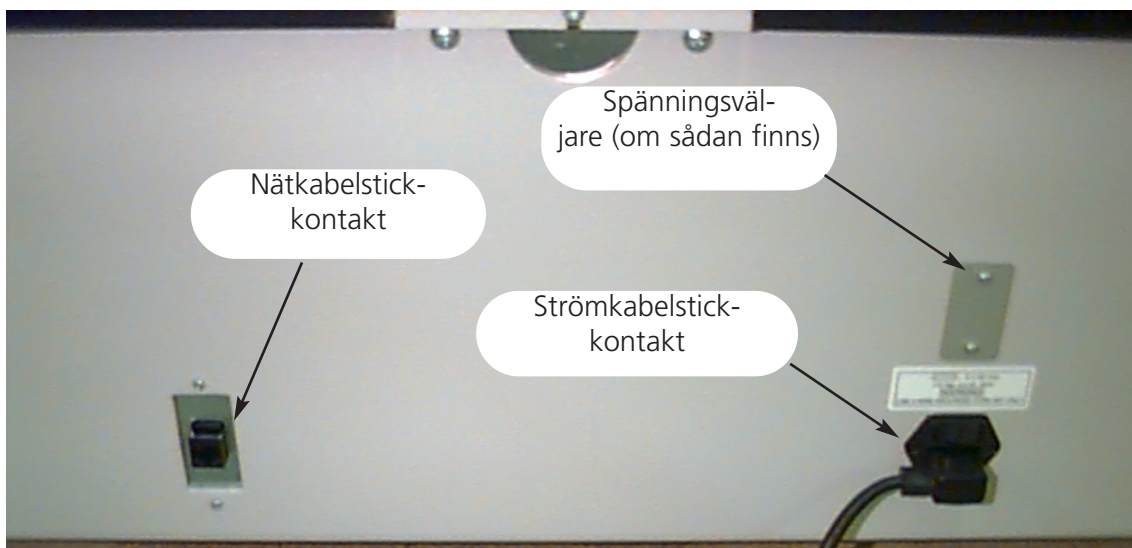 Spänningsväl-
jare (om sådan finns)
Nätkabelstick-
kontakt
Strömkabelstick-
kontakt